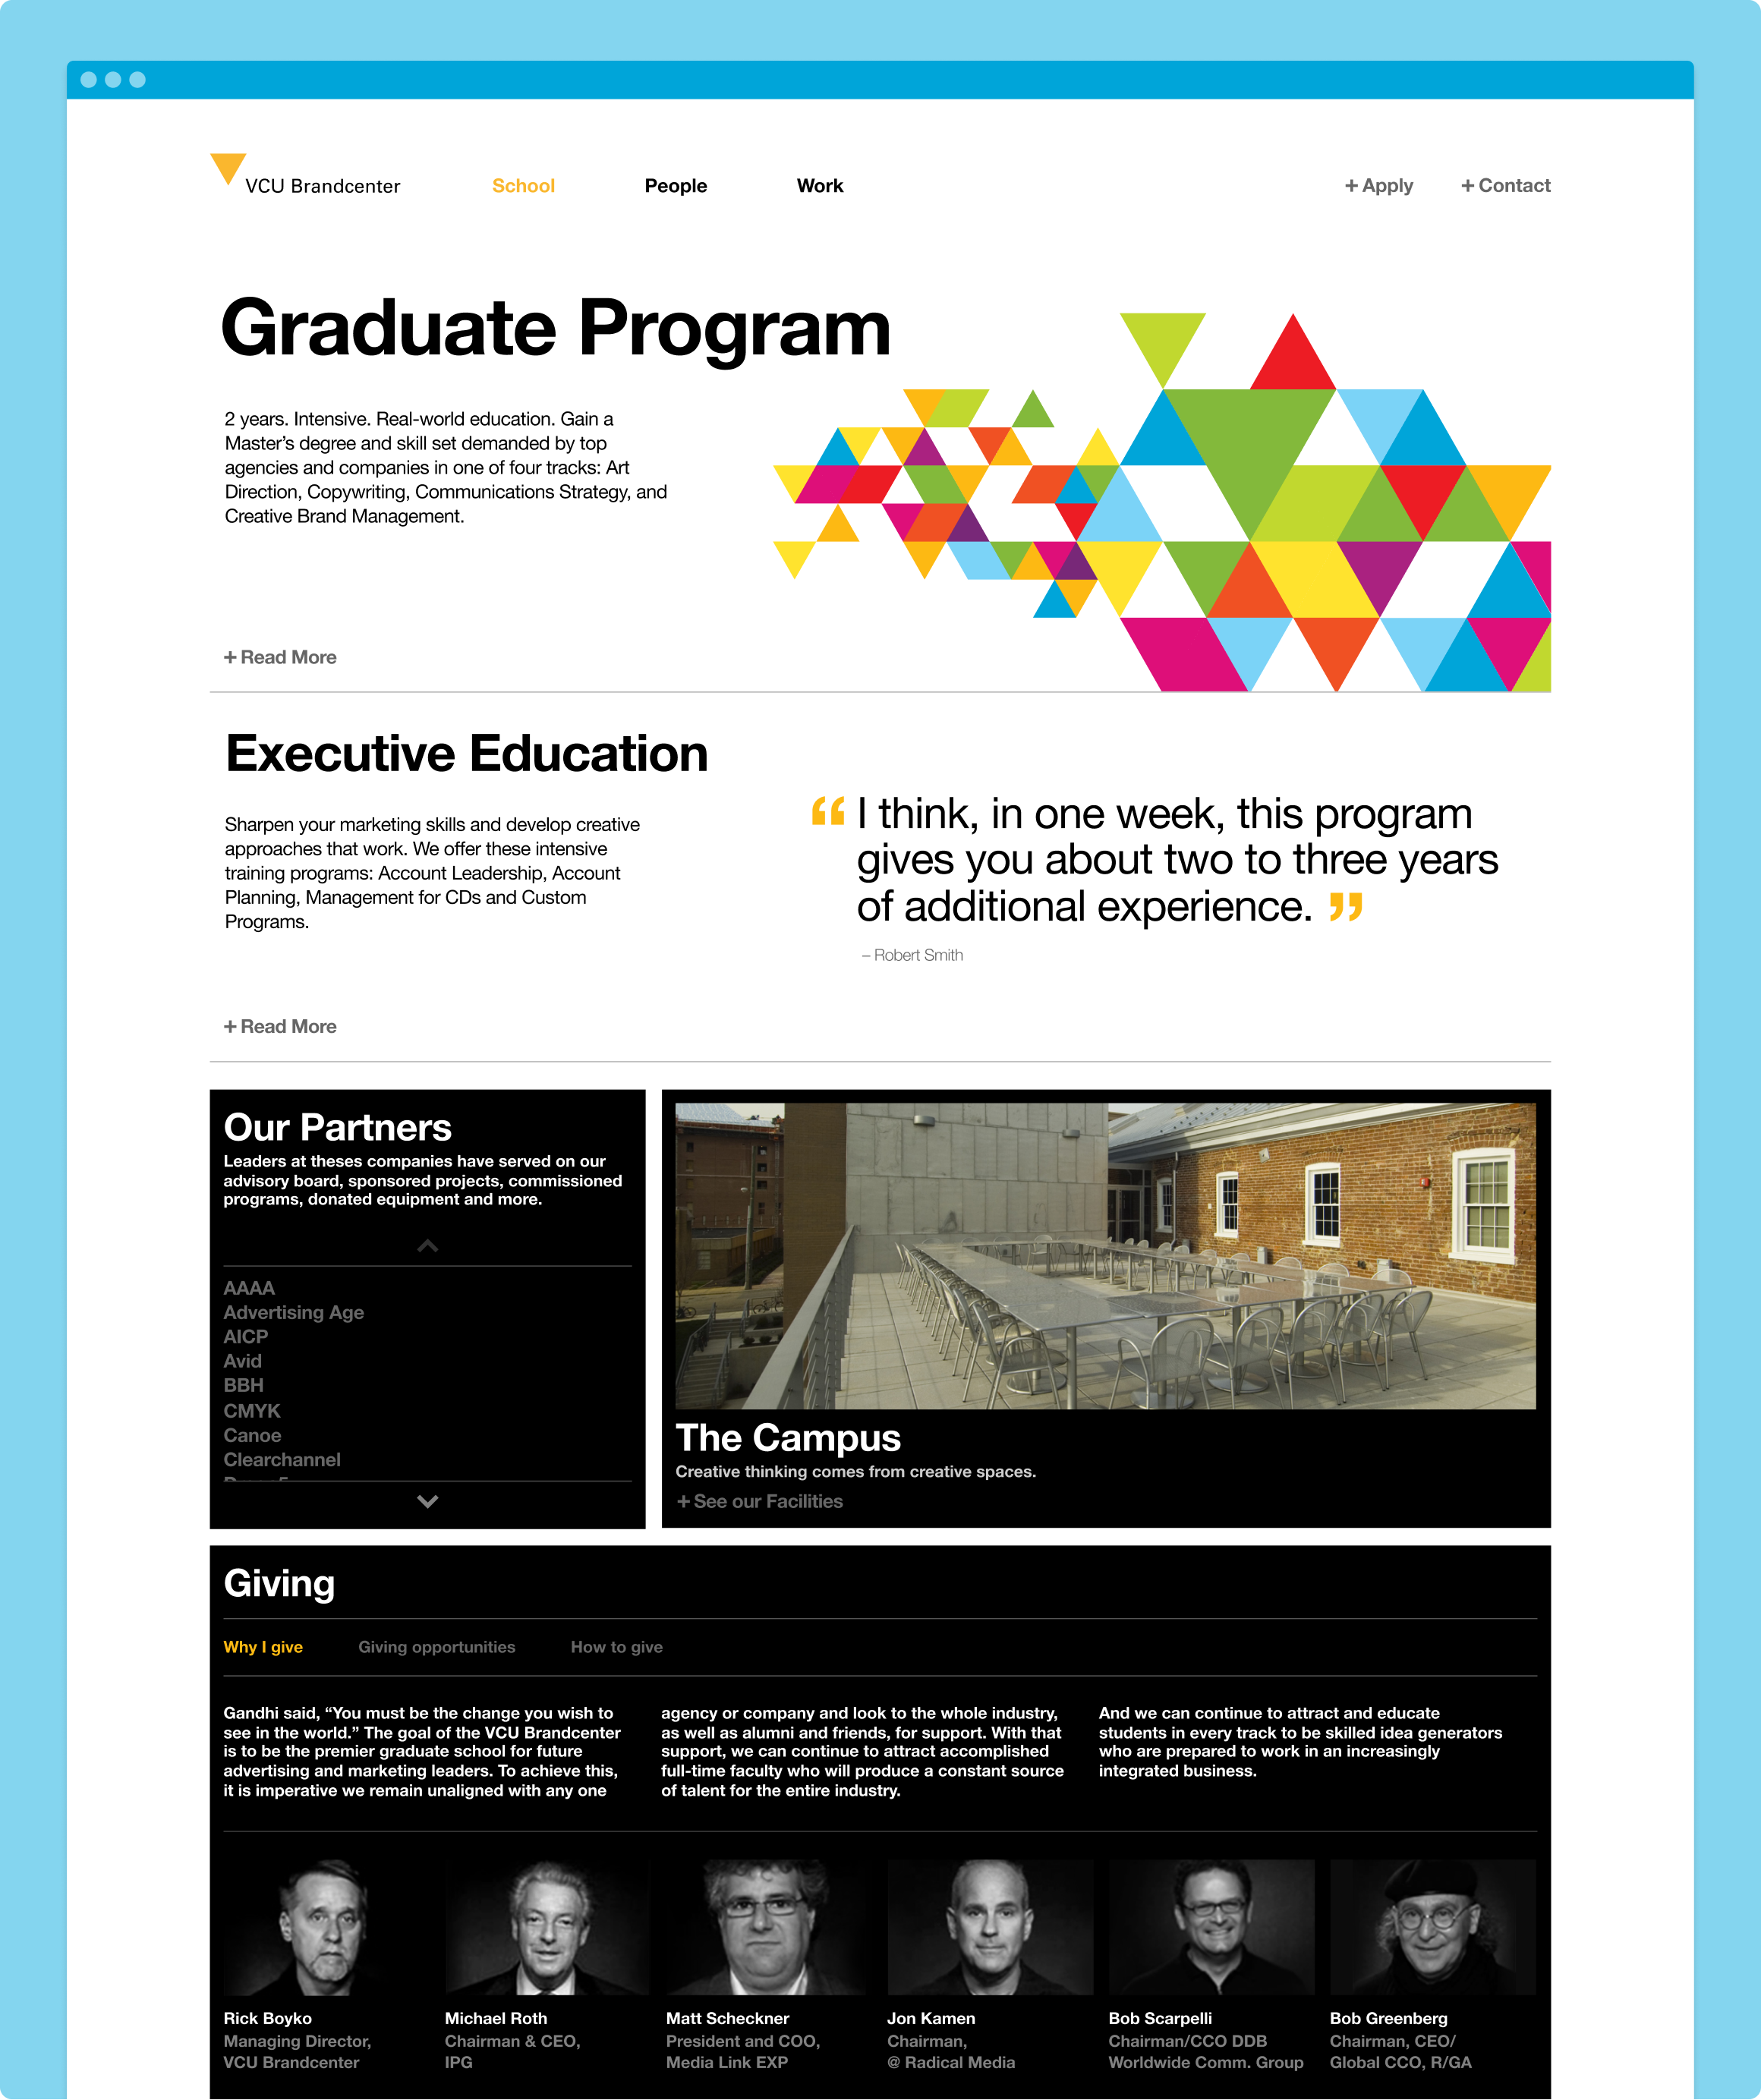 VCU Brandcenter
School
People
Work
+ Apply
+ Contact
Graduate Program
2 years. Intensive. Real-world education. Gain a
Master’s degree and skill set demanded by top
agencies and companies in one of four tracks: Art
Direction, Copywriting, Communications Strategy, and
Creative Brand Management.
+ Read More
Executive Education
Sharpen your marketing skills and develop creative
approaches that work. We offer these intensive
training programs: Account Leadership, Account
Planning, Management for CDs and Custom
Programs.
“ I think, in one week, this program
gives you about two to three years
of additional experience. ”
– Robert Smith
+ Read More
Our Partners
Leaders at theses companies have served on our
advisory board, sponsored projects, commissioned
programs, donated equipment and more.
AAAA
Advertising Age
AICP
Avid
BBH
CMYK
Canoe
Clearchannel
The Campus
Creative thinking comes from creative spaces.
+ See our Facilities
Giving
Why I give
Giving opportunities
How to give
Gandhi said, “You must be the change you wish to
see in the world.” The goal of the VCU Brandcenter
is to be the premier graduate school for future
advertising and marketing leaders. To achieve this,
it is imperative we remain unaligned with any one
agency or company and look to the whole industry,
as well as alumni and friends, for support. With that
support, we can continue to attract accomplished
full-time faculty who will produce a constant source
of talent for the entire industry.
And we can continue to attract and educate
students in every track to be skilled idea generators
who are prepared to work in an increasingly
integrated business.
Rick Boyko
Managing Director,
VCU Brandcenter
Michael Roth
Chairman & CEO,
IPG
Matt Scheckner
President and COO,
Media Link EXP
Jon Kamen
Chairman,
@ Radical Media
Bob Scarpelli
Chairman/CCO DDB
Worldwide Comm. Group
Bob Greenberg
Chairman, CEO/
Global CCO, R/GA